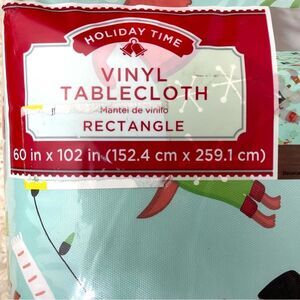 HOLIDAY TIME
VINYL
TABLECLOTH
Mantel de vinilo
RECTANGLE
60 in x 102 in (152.4 cm x 259.1 cm)